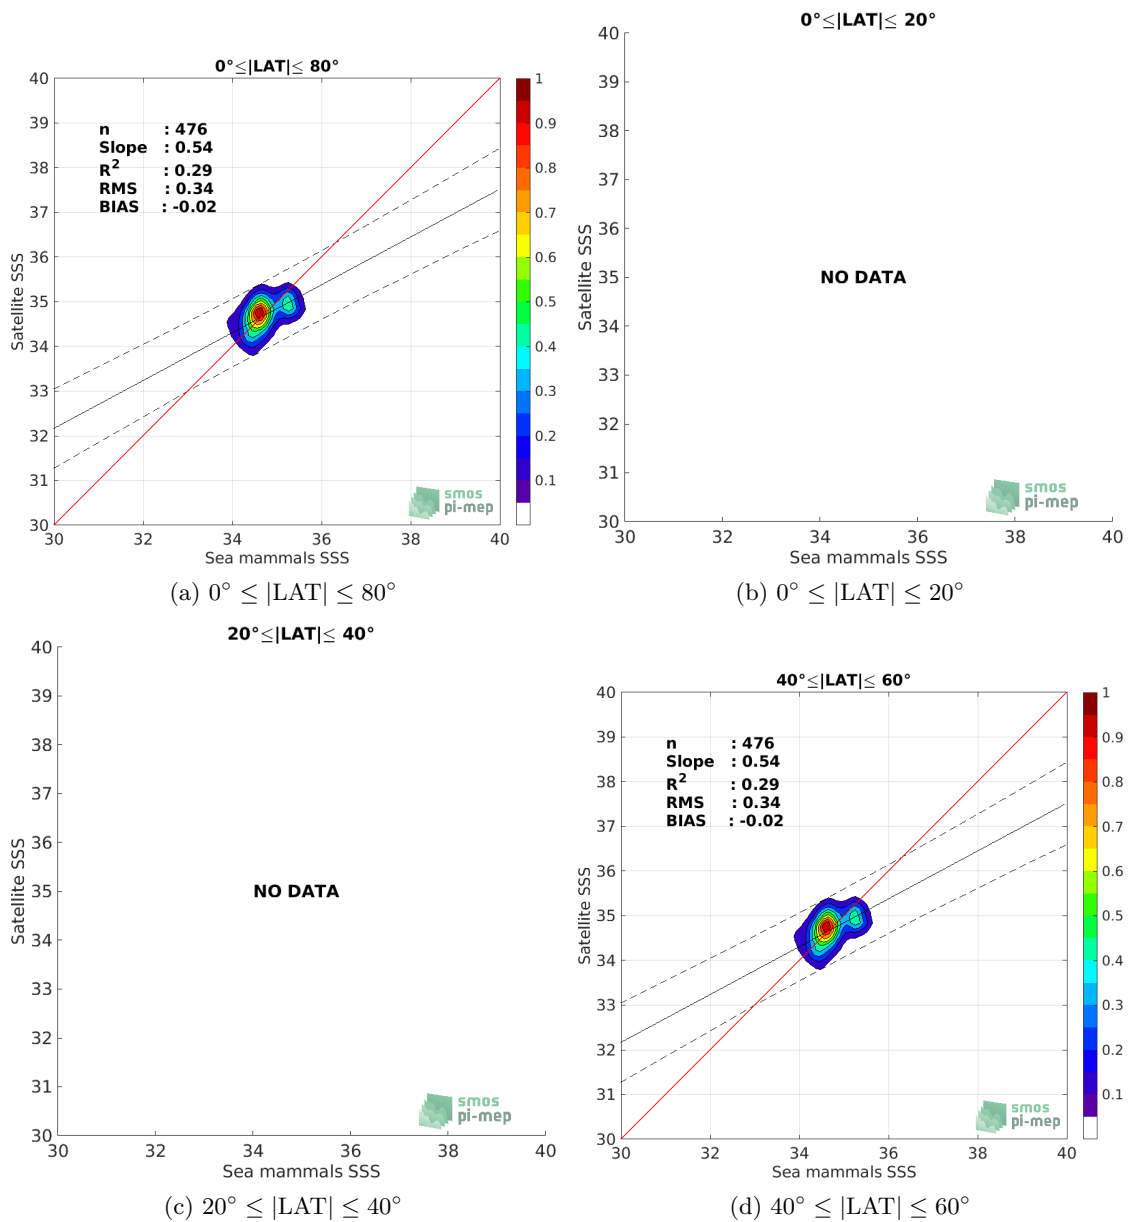 0°≤|LAT|≤ 80°
40
39
38
37
36
35
34
33
32
31
30
Satellite SSS
n : 476
Slope : 0.54
R² : 0.29
RMS : 0.34
BIAS : -0.02
smos
pi-mep
30 32 34 36 38 40
Sea mammals SSS
1
0.9
0.8
0.7
0.6
0.5
0.4
0.3
0.2
0.1
(a) 0° ≤ |LAT| ≤ 80°
0°≤|LAT|≤ 20°
40
39
38
37
36
35
34
33
32
31
30
Satellite SSS
NO DATA
smos
pi-mep
30 32 34 36 38 40
Sea mammals SSS
(b) 0° ≤ |LAT| ≤ 20°
20°≤|LAT|≤ 40°
40
39
38
37
36
35
34
33
32
31
30
Satellite SSS
NO DATA
smos
pi-mep
30 32 34 36 38 40
Sea mammals SSS
(c) 20° ≤ |LAT| ≤ 40°
40°≤|LAT|≤ 60°
40
39
38
37
36
35
34
33
32
31
30
Satellite SSS
n : 476
Slope : 0.54
R² : 0.29
RMS : 0.34
BIAS : -0.02
smos
pi-mep
30 32 34 36 38 40
Sea mammals SSS
1
0.9
0.8
0.7
0.6
0.5
0.4
0.3
0.2
0.1
(d) 40° ≤ |LAT| ≤ 60°